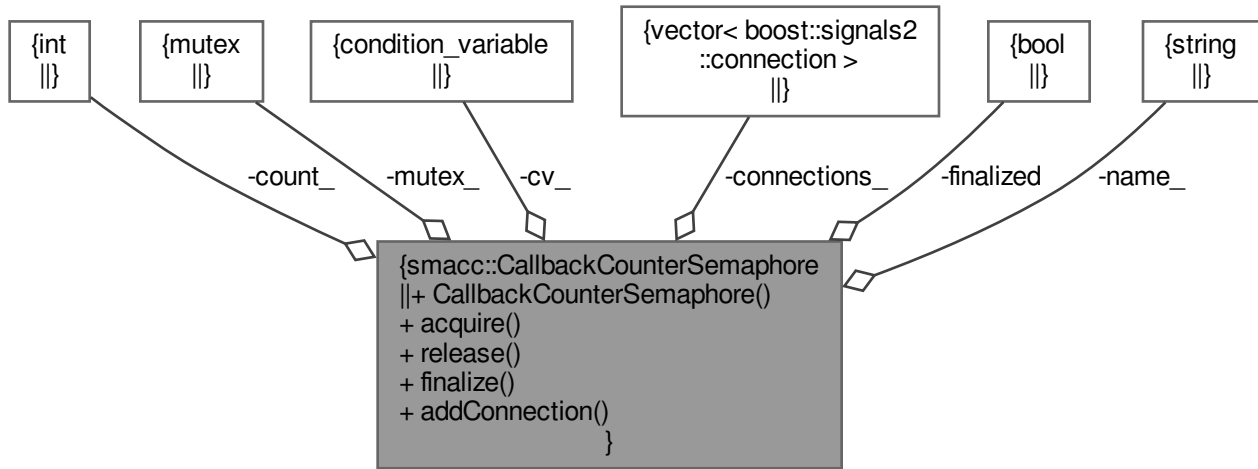 {int
||}
{mutex
||}
{condition_variable
||}
{vector< boost::signals2
::connection >
||}
{bool
||}
{string
||}
-count_
-mutex_
-cv_
-connections_
-finalized
-name_
{smacc::CallbackCounterSemaphore
||+ CallbackCounterSemaphore()
+ acquire()
+ release()
+ finalize()
+ addConnection()
}